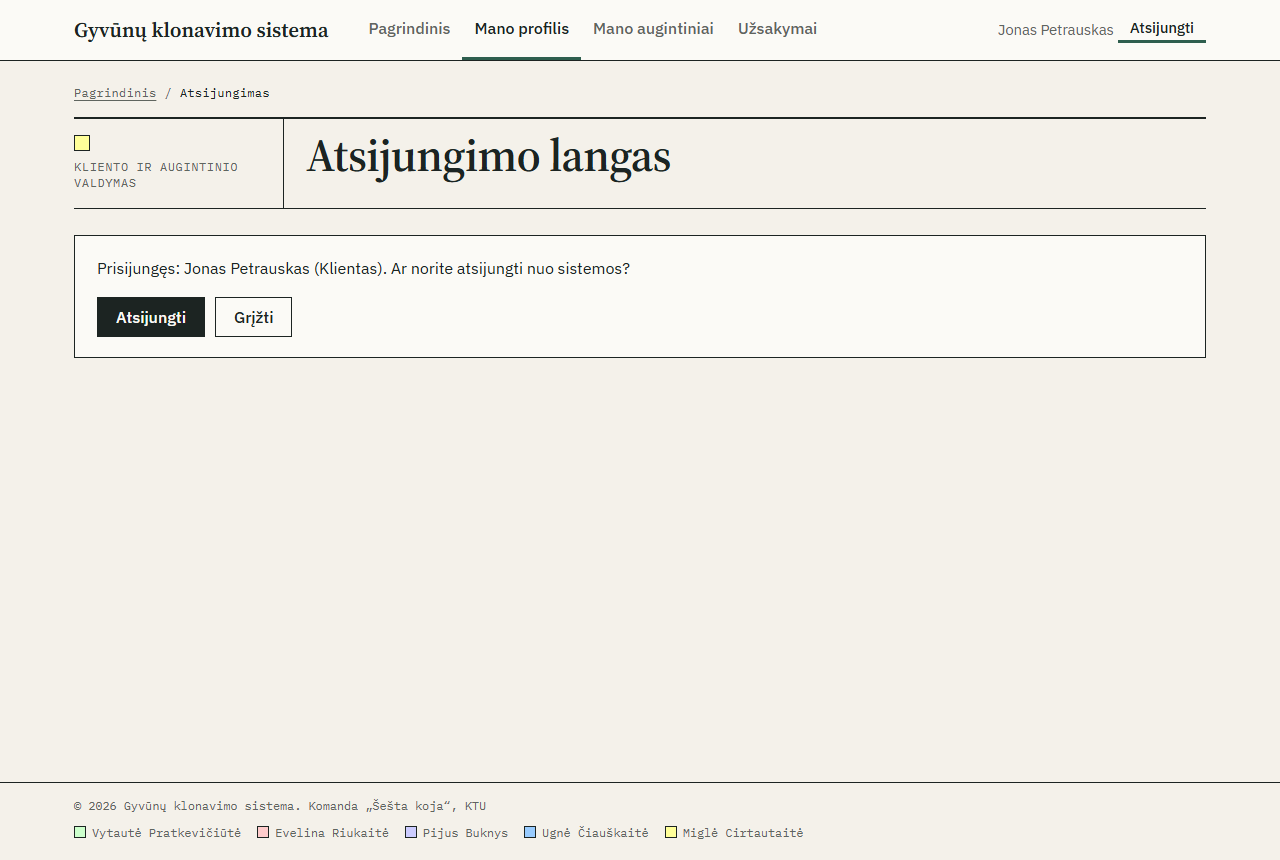 Gyvūnų klonavimo sistema Pagrindinis Mano profilis Mano augintiniai Užsakymai Jonas Petrauskas Atsijungti
Pagrindinis / Atsijungimas
KLIENTO IR AUGINTINIO
VALDYMAS
Atsijungimo langas
Prisijungęs: Jonas Petrauskas (Klientas). Ar norite atsijungti nuo sistemos?
Atsijungti Grįžti
© 2026 Gyvūnų klonavimo sistema. Komanda „Šešta koja“, KTU
Vytautė Pratkevičiūtė Evelina Riukaitė Pijus Buknys Ugnė Čiauškaitė Miglė Cirtautaitė